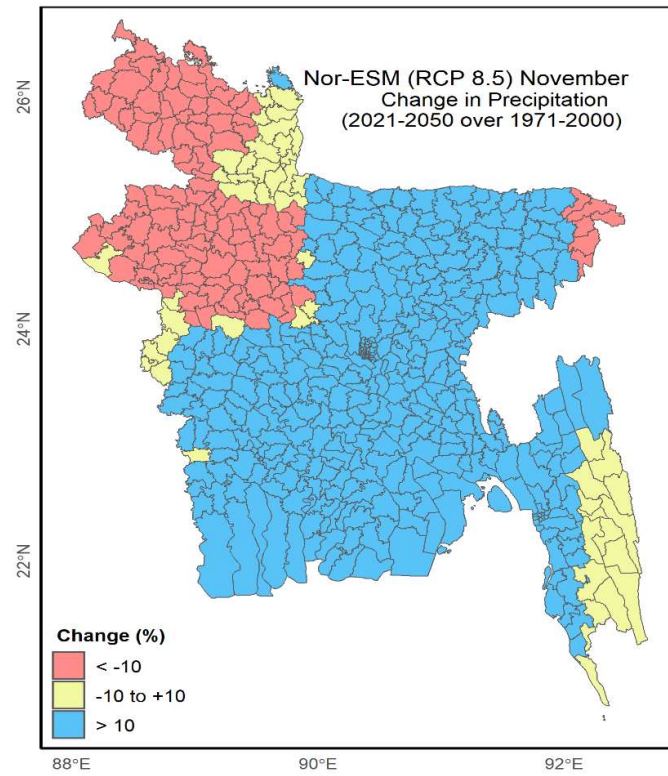 Nor-ESM (RCP 8.5) November
Change in Precipitation
(2021-2050 over 1971-2000)
26°N
24°N
22°N
Change (%)
< -10
-10 to +10
> 10
88°E
90°E
92°E